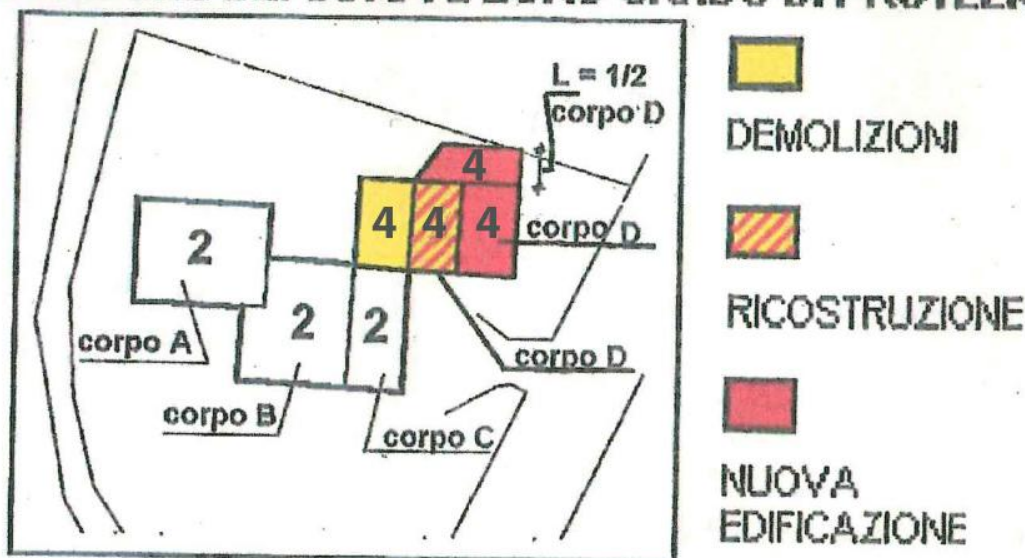 L = 1/2
corpo D
DEMOLIZIONI
4
4 4 4
corpo D
2
RICOSTRUZIONE
2 2
corpo A
corpo D
corpo B
corpo C
NUOVA
EDIFICAZIONE